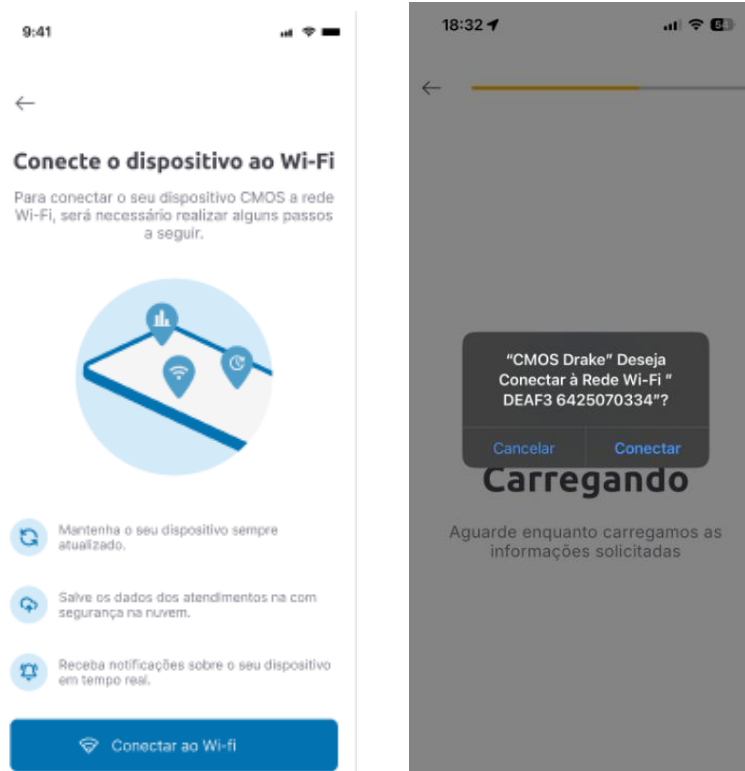 9:41
Conecte o dispositivo ao Wi-Fi
Para conectar o seu dispositivo CMOS a rede
Wi-Fi, será necessário realizar alguns passos
a seguir.
Mantenha o seu dispositivo sempre
atualizado.
Salve os dados dos atendimentos na com
segurança na nuvem.
Receba notificações sobre o seu dispositivo
em tempo real.
Conectar ao Wi-fi
18:32
"CMOS Drake" Deseja
Conectar à Rede Wi-Fi "
DEAF3 6425070334"?
Cancelar Conectar
Carregando
Aguarde enquanto carregamos as
informações solicitadas